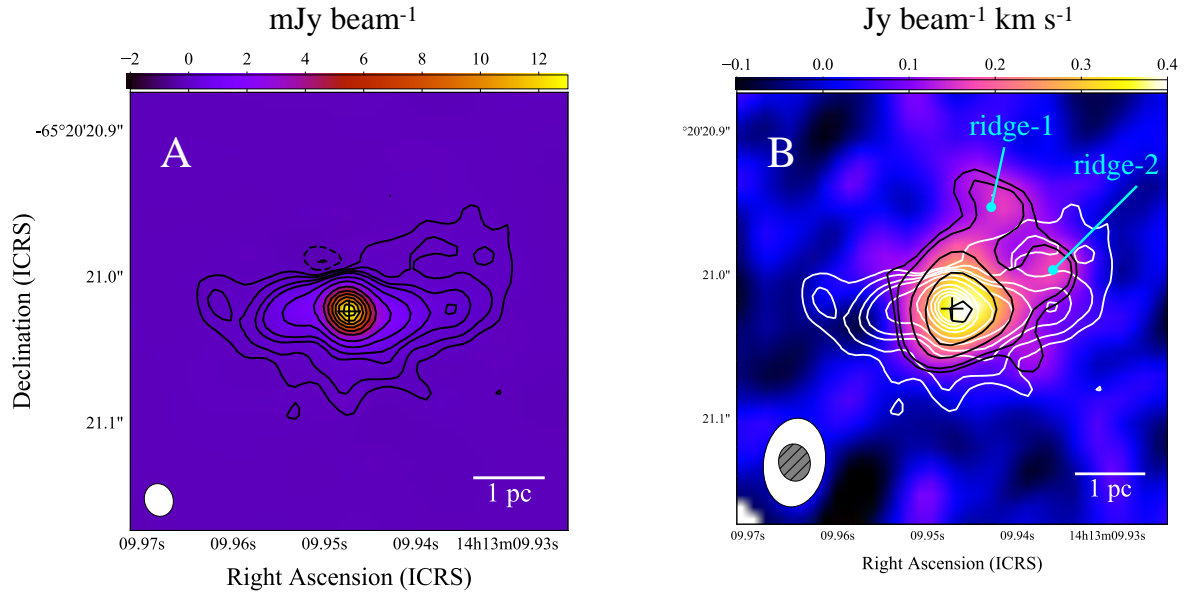 mJy beam-1
−2 0 2 4 6 8 10 12
-65°20'20.9"
21.0"
21.1"
Declination (ICRS)
A
1 pc
09.97s 09.96s 09.95s 09.94s 14h13m09.93s
Right Ascension (ICRS)
Jy beam-1 km s-1
−0.1 0.0 0.1 0.2 0.3 0.4
°20'20.9"
21.0"
21.1"
B
ridge-1
ridge-2
1 pc
09.97s 09.96s 09.95s 09.94s 14h13m09.93s
Right Ascension (ICRS)